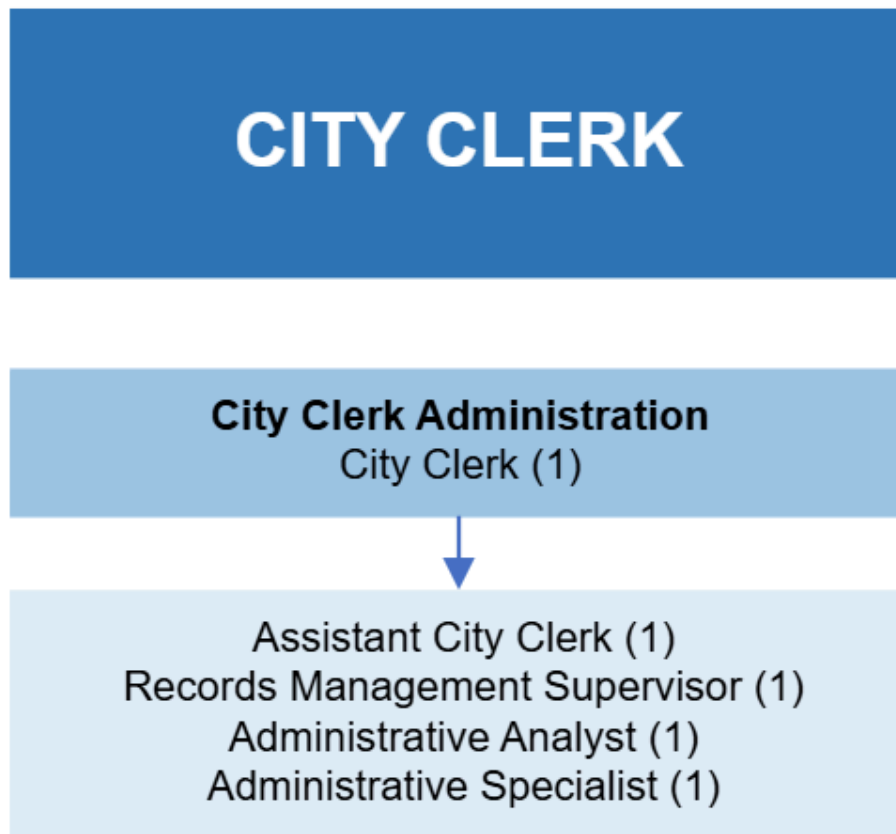 CITY CLERK
City Clerk Administration
City Clerk (1)
Assistant City Clerk (1)
Records Management Supervisor (1)
Administrative Analyst (1)
Administrative Specialist (1)